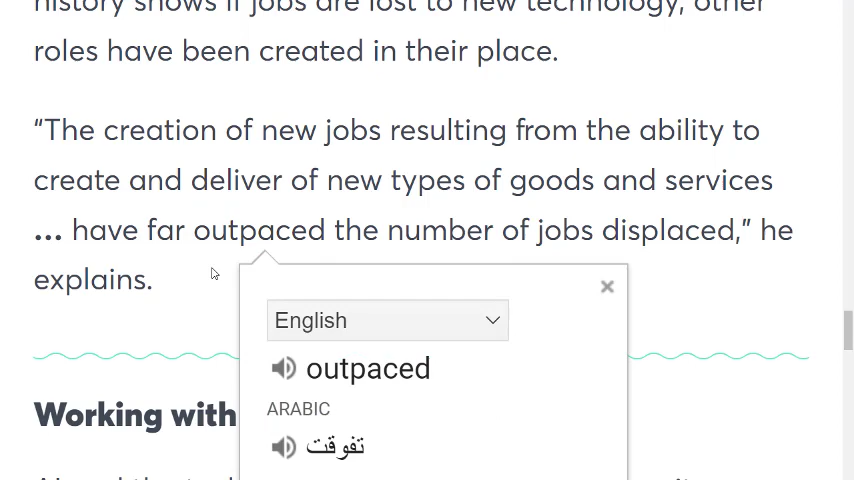 history shows if jobs are lost to new technology, other
roles have been created in their place.
“The creation of new jobs resulting from the ability to
create and deliver of new types of goods and services
... have far outpaced the number of jobs displaced,” he
explains.
English
outpaced
ARABIC
تفوقت
Working with